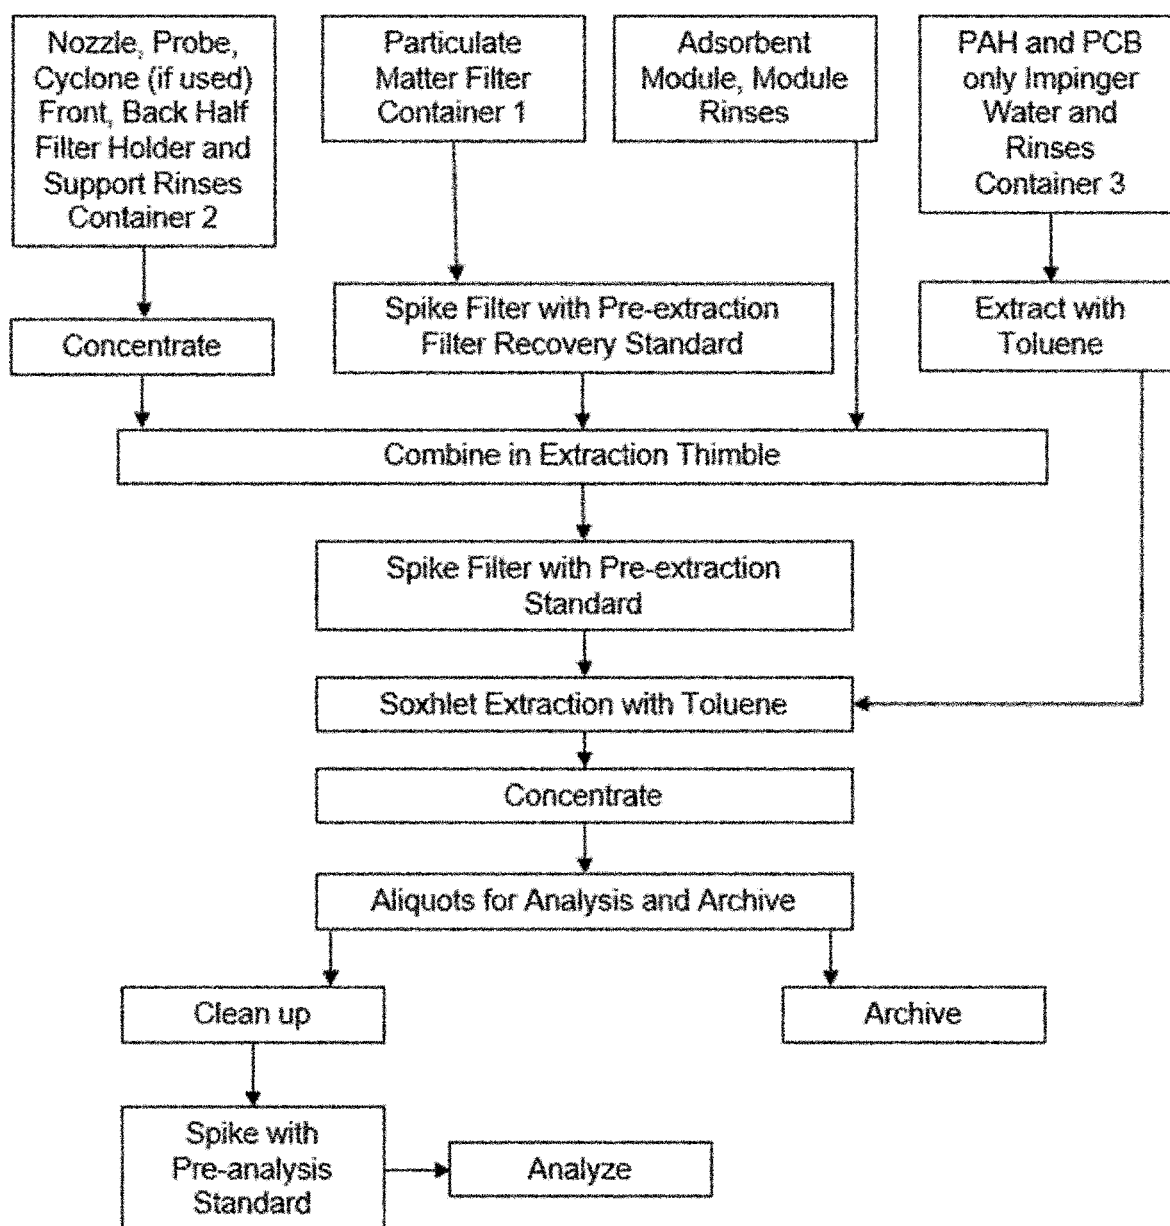 Nozzle, Probe,
Cyclone (if used)
Front, Back Half
Filter Holder and
Support Rinses
Container 2
Particulate
Matter Filter
Container 1
Adsorbent
Module, Module
Rinses
PAH and PCB
only Impinger
Water and
Rinses
Container 3
Concentrate
Spike Filter with Pre-extraction
Filter Recovery Standard
Extract with
Toluene
Combine in Extraction Thimble
Spike Filter with Pre-extraction
Standard
Soxhlet Extraction with Toluene
Concentrate
Aliquots for Analysis and Archive
Clean up
Archive
Spike with
Pre-analysis
Standard
Analyze